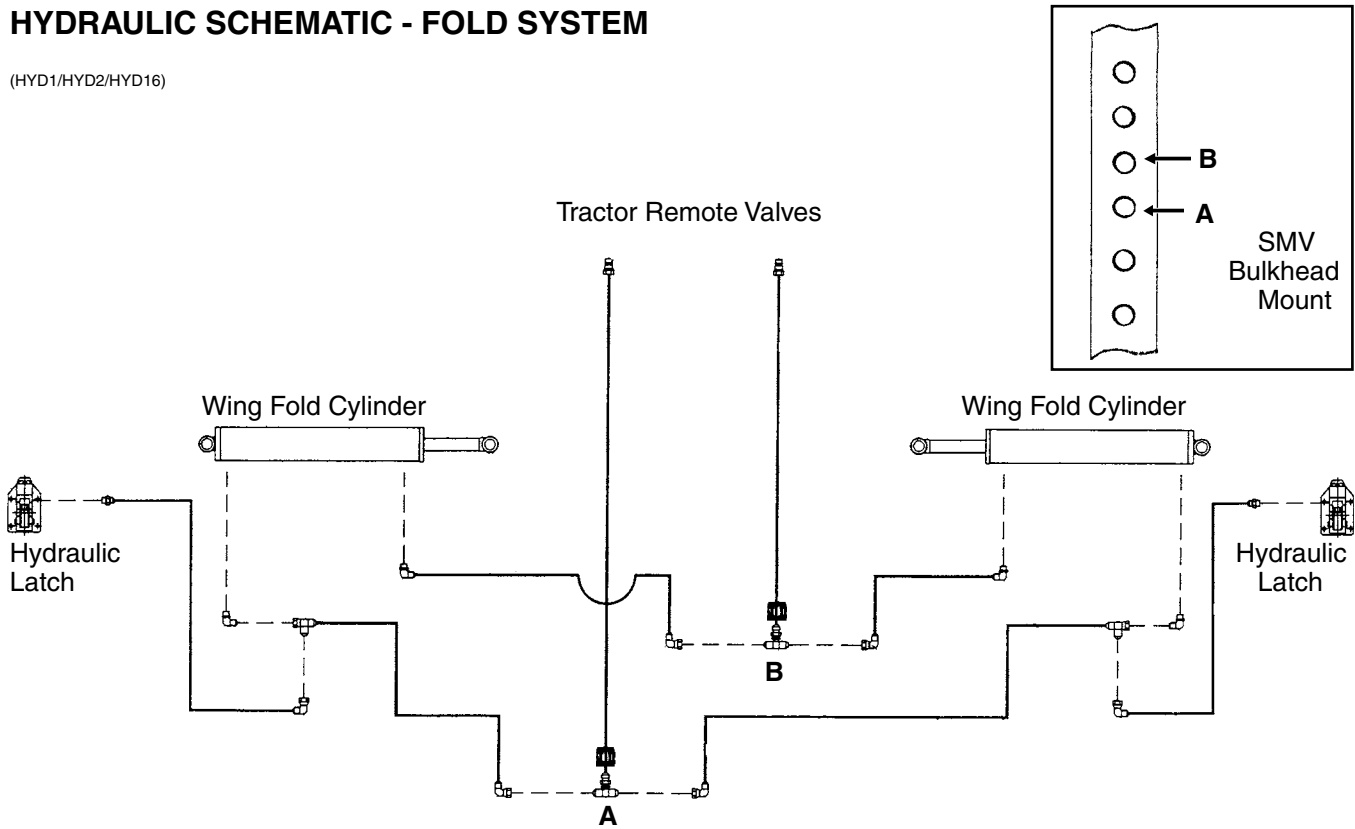 HYDRAULIC SCHEMATIC - FOLD SYSTEM
(HYD1/HYD2/HYD16)
B
A
SMV
Bulkhead
Mount
Tractor Remote Valves
Wing Fold Cylinder
Wing Fold Cylinder
Hydraulic
Latch
Hydraulic
Latch
B
A